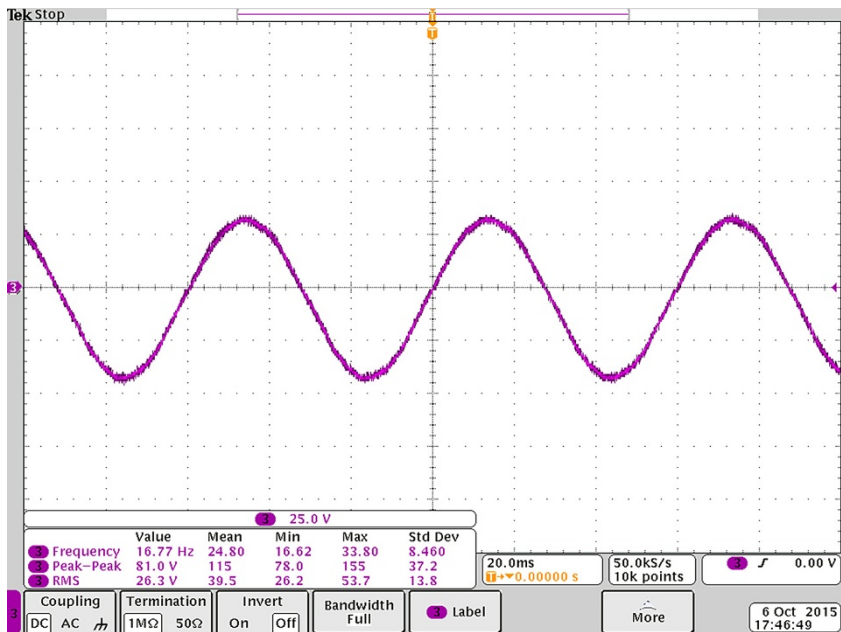 Tek Stop
T
T
3
3 25.0 V
Value Mean Min Max Std Dev
3 Frequency 16.77 Hz 24.80 16.62 33.80 8.460
3 Peak-Peak 81.0 V 115 78.0 155 37.2
3 RMS 26.3 V 39.5 26.2 53.7 13.8
20.0ms
T→▼0.00000 s
50.0kS/s
10k points
3 0.00 V
3
Coupling
DC AC
Termination
1MΩ 50Ω
Invert
On Off
Bandwidth
Full
3 Label
More
6 Oct 2015
17:46:49